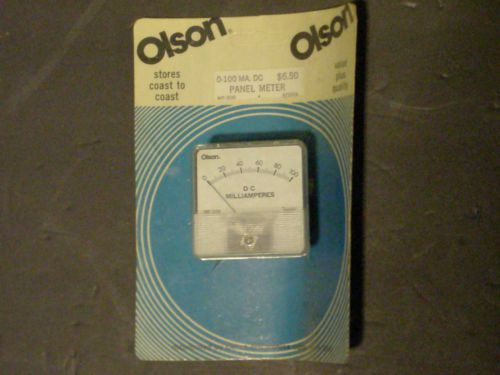 Olson
stores
coast to
coast
Olson
value
plus
quality
0-100 MA. DC $6.50
PANEL METER
Olson
0 20 40 60 80 100
DC
MILLIAMPERES